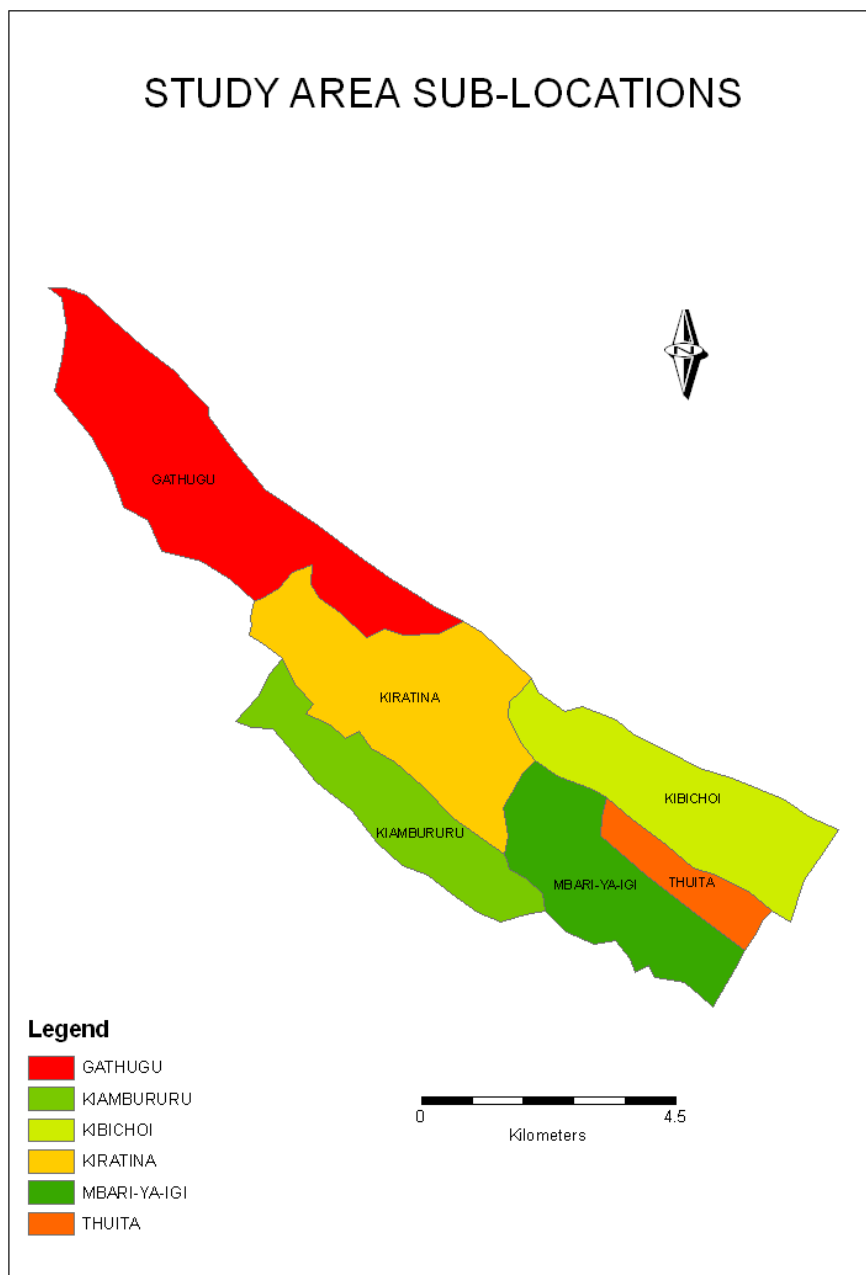 STUDY AREA SUB-LOCATIONS
N
GATHUGU
KIRATINA
KIBICHOI
KIAMBURURU
THUITA
MBARI-YA-IGI
Legend
GATHUGU
KIAMBURURU
KIBICHOI
KIRATINA
MBARI-YA-IGI
THUITA
0 4.5
Kilometers